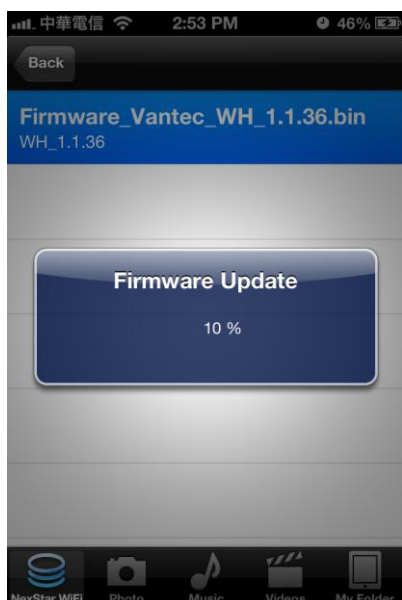 中華電信 2:53 PM 46%
Back
Firmware_Vantec_WH_1.1.36.bin
WH_1.1.36
Firmware Update
10 %
NexStar WiFi Photo Music Videos My Folder